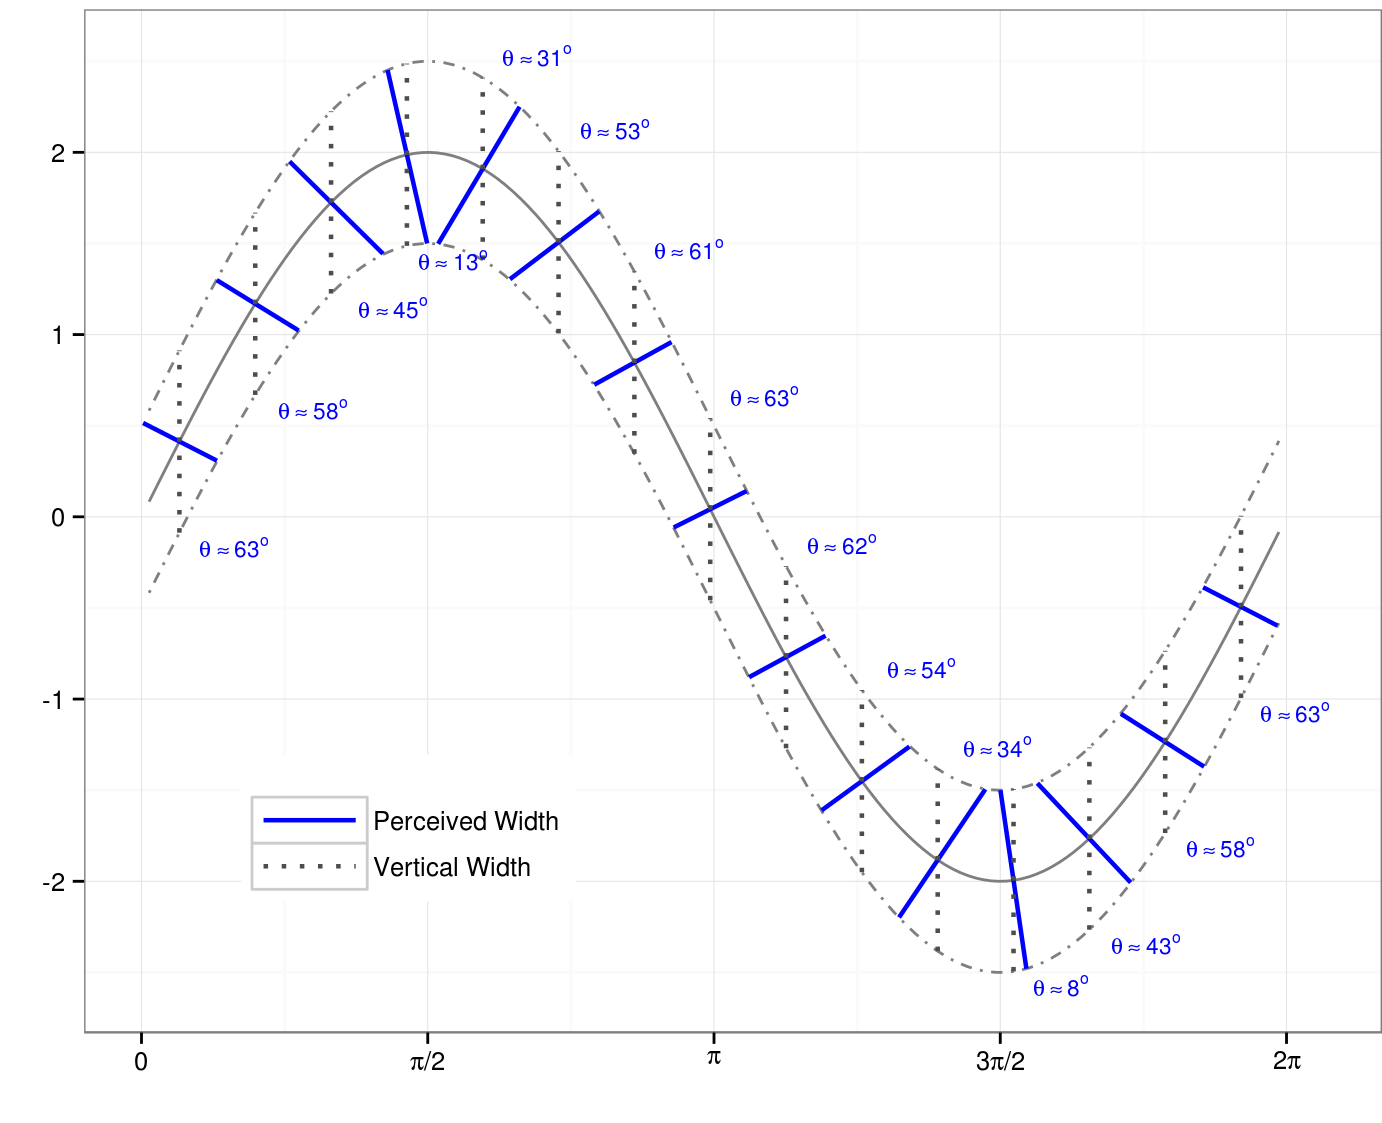 θ ≈ 31°
θ ≈ 53°
2
θ ≈ 61°
θ ≈ 13°
θ ≈ 45°
1
θ ≈ 63°
θ ≈ 58°
0
θ ≈ 63°
θ ≈ 62°
θ ≈ 54°
-1
θ ≈ 63°
θ ≈ 34°
Perceived Width
θ ≈ 58°
Vertical Width
-2
θ ≈ 43°
θ ≈ 8°
0
π/2
π
3π/2
2π